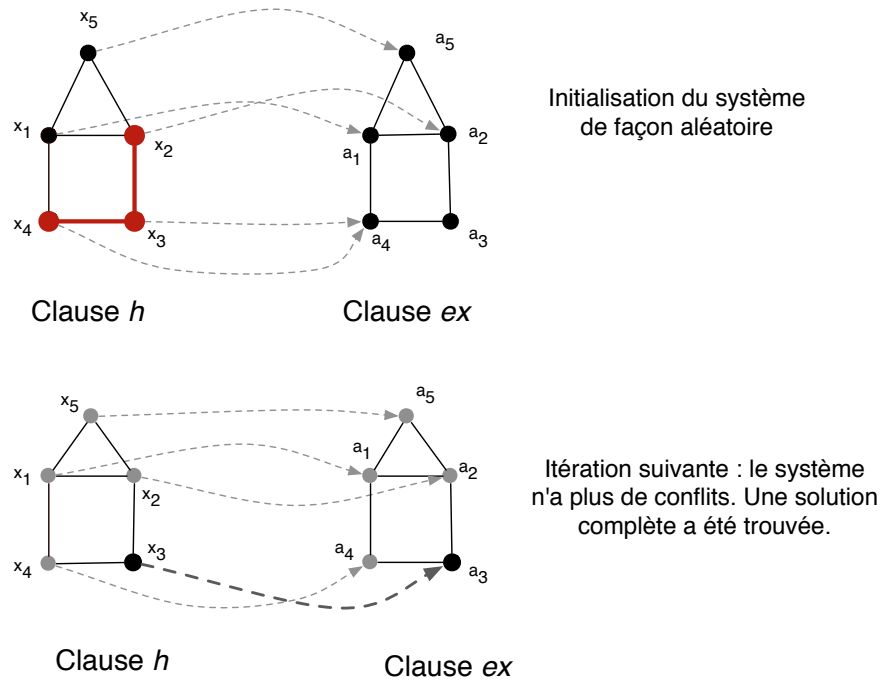 x5
a5
x1
x2
a1
a2
x4
x3
a4
a3
Initialisation du système
de façon aléatoire
Clause h
Clause ex
x5
a5
x1
x2
a1
a2
x4
x3
a4
a3
Itération suivante : le système
n'a plus de conflits. Une solution
complète a été trouvée.
Clause h
Clause ex